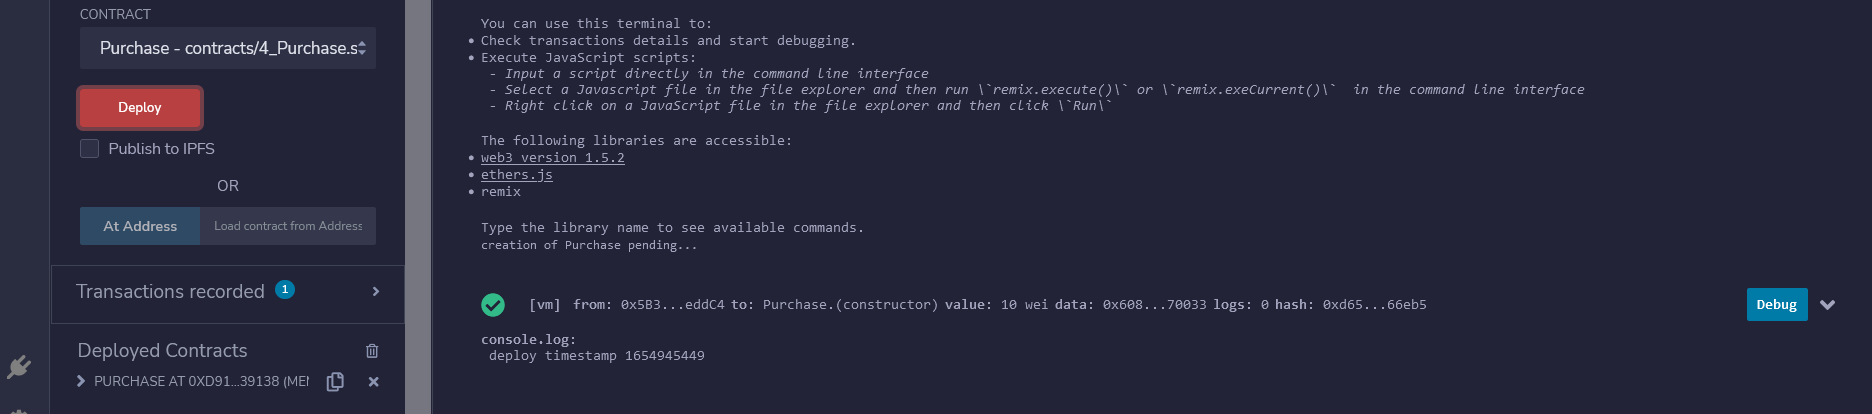 CONTRACT
Purchase - contracts/4_Purchase.s
Deploy
Publish to IPFS
OR
At Address Load contract from Address
Transactions recorded 1
Deployed Contracts
PURCHASE AT 0XD91...39138 (MEM
You can use this terminal to:
• Check transactions details and start debugging.
• Execute JavaScript scripts:
- Input a script directly in the command line interface
- Select a Javascript file in the file explorer and then run \`remix.execute()\` or \`remix.exeCurrent()\` in the command line interface
- Right click on a JavaScript file in the file explorer and then click \`Run\`
The following libraries are accessible:
• web3 version 1.5.2
• ethers.js
• remix
Type the library name to see available commands.
creation of Purchase pending...
[vm] from: 0x5B3...eddC4 to: Purchase.(constructor) value: 10 wei data: 0x608...70033 logs: 0 hash: 0xd65...66eb5
Debug
console.log:
deploy timestamp 1654945449